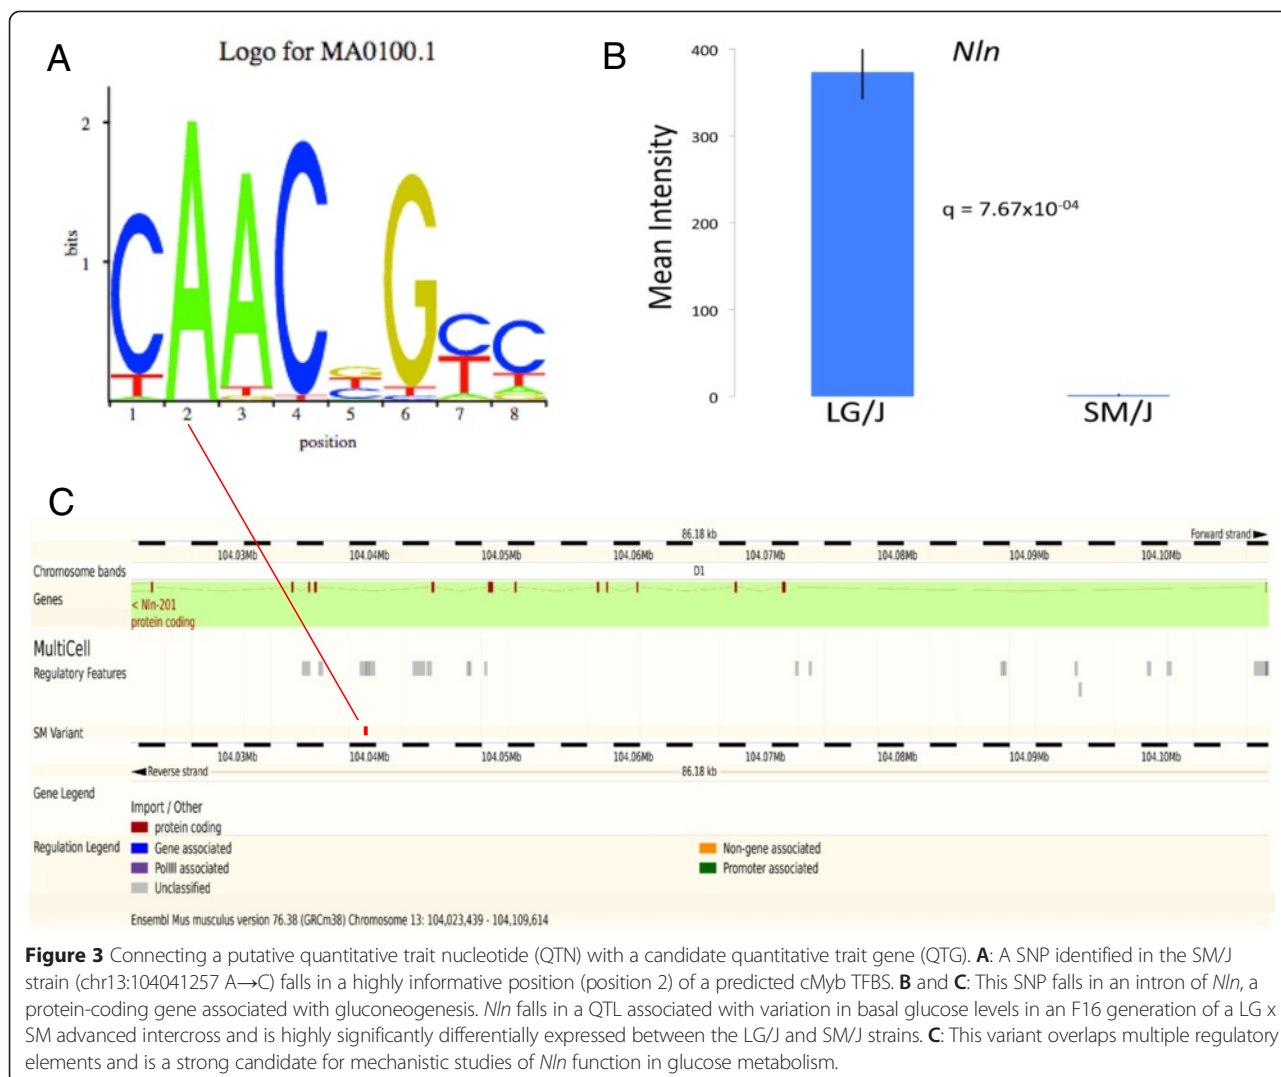 A
Logo for MA0100.1
bits
2
1
CAACGGCC
1 2 3 4 5 6 7 8
position
B
Nln
Mean Intensity
400
300
200
100
0
q = 7.67x10⁻⁰⁴
LG/J SM/J
C
86.18 kb Forward strand
104.03Mb 104.04Mb 104.05Mb 104.06Mb 104.07Mb 104.08Mb 104.09Mb 104.10Mb
Chromosome bands D1
Genes
< Nln-201
protein coding
MultiCell
Regulatory Features
SM Variant
104.03Mb 104.04Mb 104.05Mb 104.06Mb 104.07Mb 104.08Mb 104.09Mb 104.10Mb
Reverse strand 86.18 kb
Gene Legend
Import / Other
protein coding
Regulation Legend
Gene associated Non-gene associated
PolIII associated Promoter associated
Unclassified
Ensembl Mus musculus version 76.38 (GRCm38) Chromosome 13: 104,023,439 - 104,109,614
Figure 3 Connecting a putative quantitative trait nucleotide (QTN) with a candidate quantitative trait gene (QTG). A: A SNP identified in the SM/J
strain (chr13:104041257 A→C) falls in a highly informative position (position 2) of a predicted cMyb TFBS. B and C: This SNP falls in an intron of Nln, a
protein-coding gene associated with gluconeogenesis. Nln falls in a QTL associated with variation in basal glucose levels in an F16 generation of a LG x
SM advanced intercross and is highly significantly differentially expressed between the LG/J and SM/J strains. C: This variant overlaps multiple regulatory
elements and is a strong candidate for mechanistic studies of Nln function in glucose metabolism.